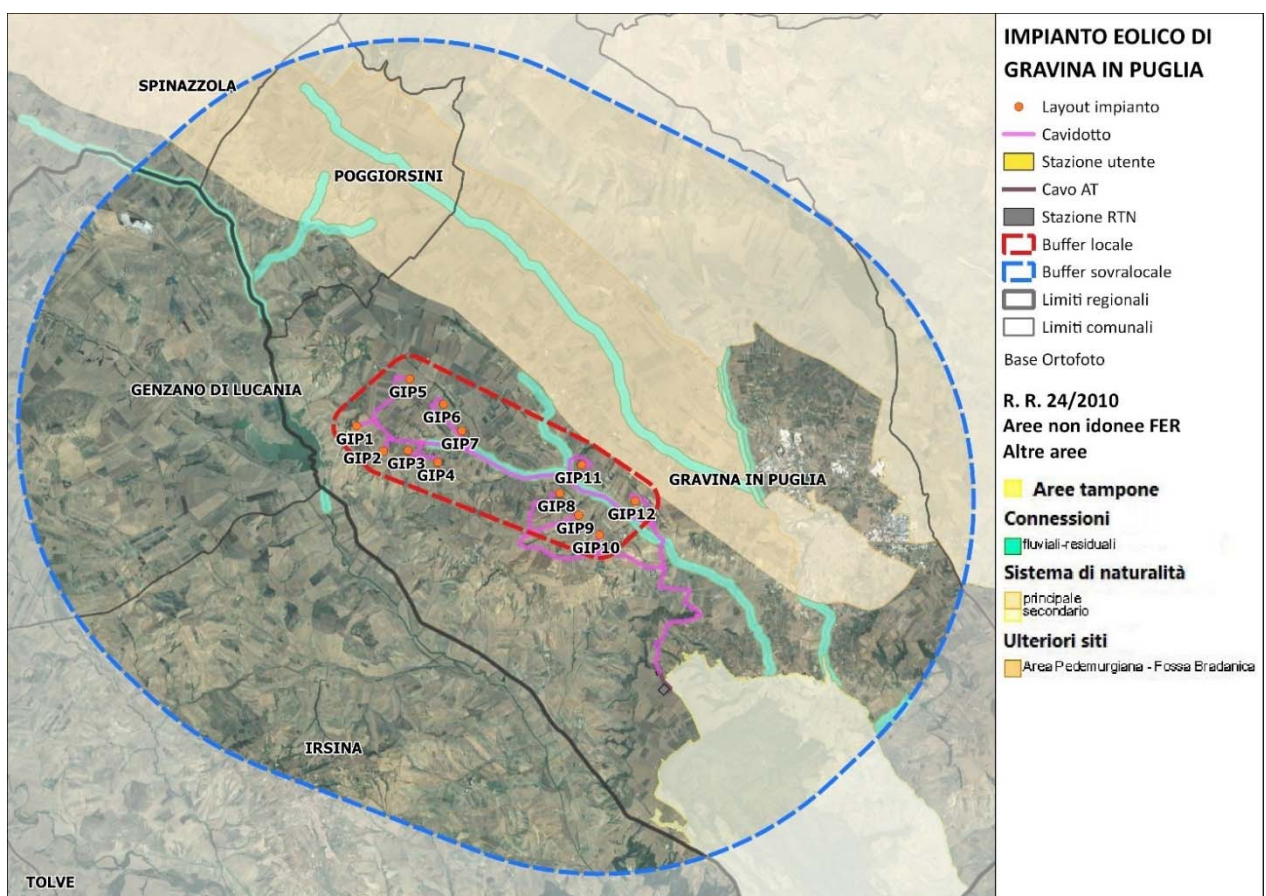 SPINAZZOLA
POGGIORSINI
GENZANO DI LUCANIA
GIP5
GIP6
GIP1
GIP7
GIP2
GIP3
GIP4
GIP11
GRAVINA IN PUGLIA
GIP8
GIP12
GIP9
GIP10
IRSINA
TOLVE
IMPIANTO EOLICO DI
GRAVINA IN PUGLIA
Layout impianto
Cavidotto
Stazione utente
Cavo AT
Stazione RTN
Buffer locale
Buffer sovralocale
Limiti regionali
Limiti comunali
Base Ortofoto
R. R. 24/2010
Aree non idonee FER
Altre aree
Aree tampone
Connessioni
fluviali-residuali
Sistema di naturalità
principale
secondario
Ulteriori siti
Area Pedemurgiana - Fossa Bradanica